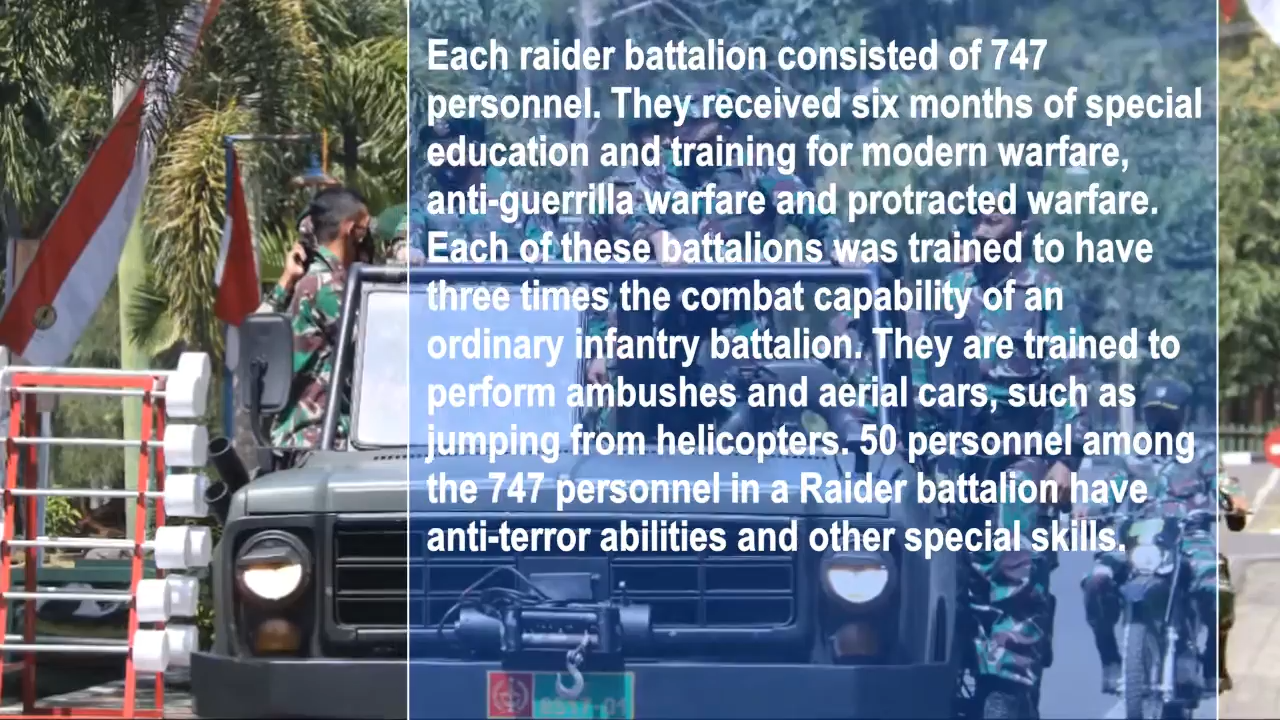 Each raider battalion consisted of 747
personnel. They received six months of special
education and training for modern warfare,
anti-guerrilla warfare and protracted warfare.
Each of these battalions was trained to have
three times the combat capability of an
ordinary infantry battalion. They are trained to
perform ambushes and aerial cars, such as
jumping from helicopters. 50 personnel among
the 747 personnel in a Raider battalion have
anti-terror abilities and other special skills.